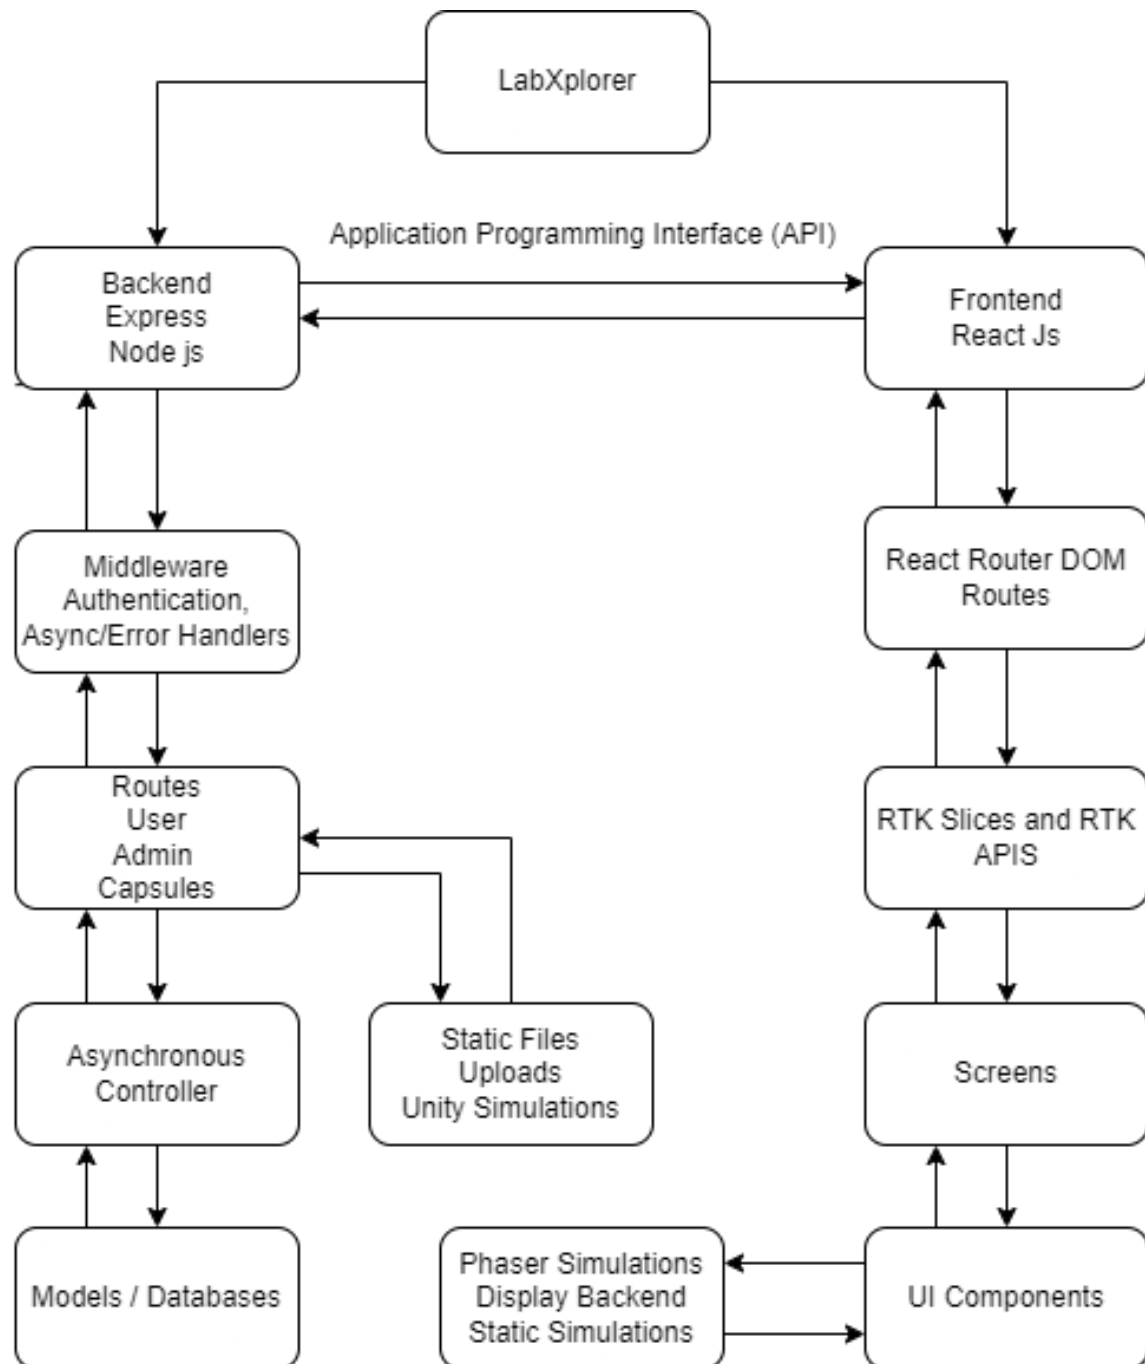 LabXplorer
Application Programming Interface (API)
Backend
Express
Node js
Frontend
React Js
Middleware
Authentication,
Async/Error Handlers
React Router DOM
Routes
Routes
User
Admin
Capsules
RTK Slices and RTK
APIS
Asynchronous
Controller
Static Files
Uploads
Unity Simulations
Screens
Models / Databases
Phaser Simulations
Display Backend
Static Simulations
UI Components